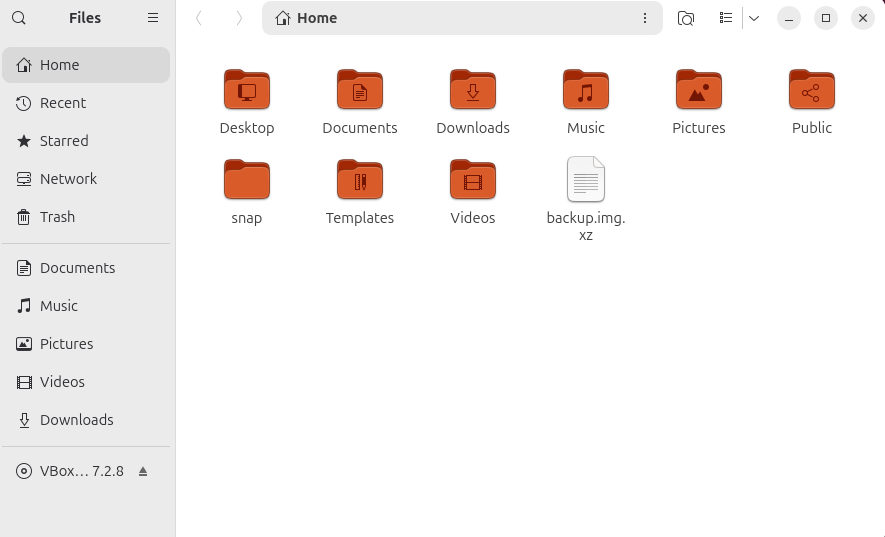 Files
Home
Home
Recent
Starred
Network
Trash
Documents
Music
Pictures
Videos
Downloads
VBox… 7.2.8
Desktop
Documents
Downloads
Music
Pictures
Public
snap
Templates
Videos
backup.img.
xz